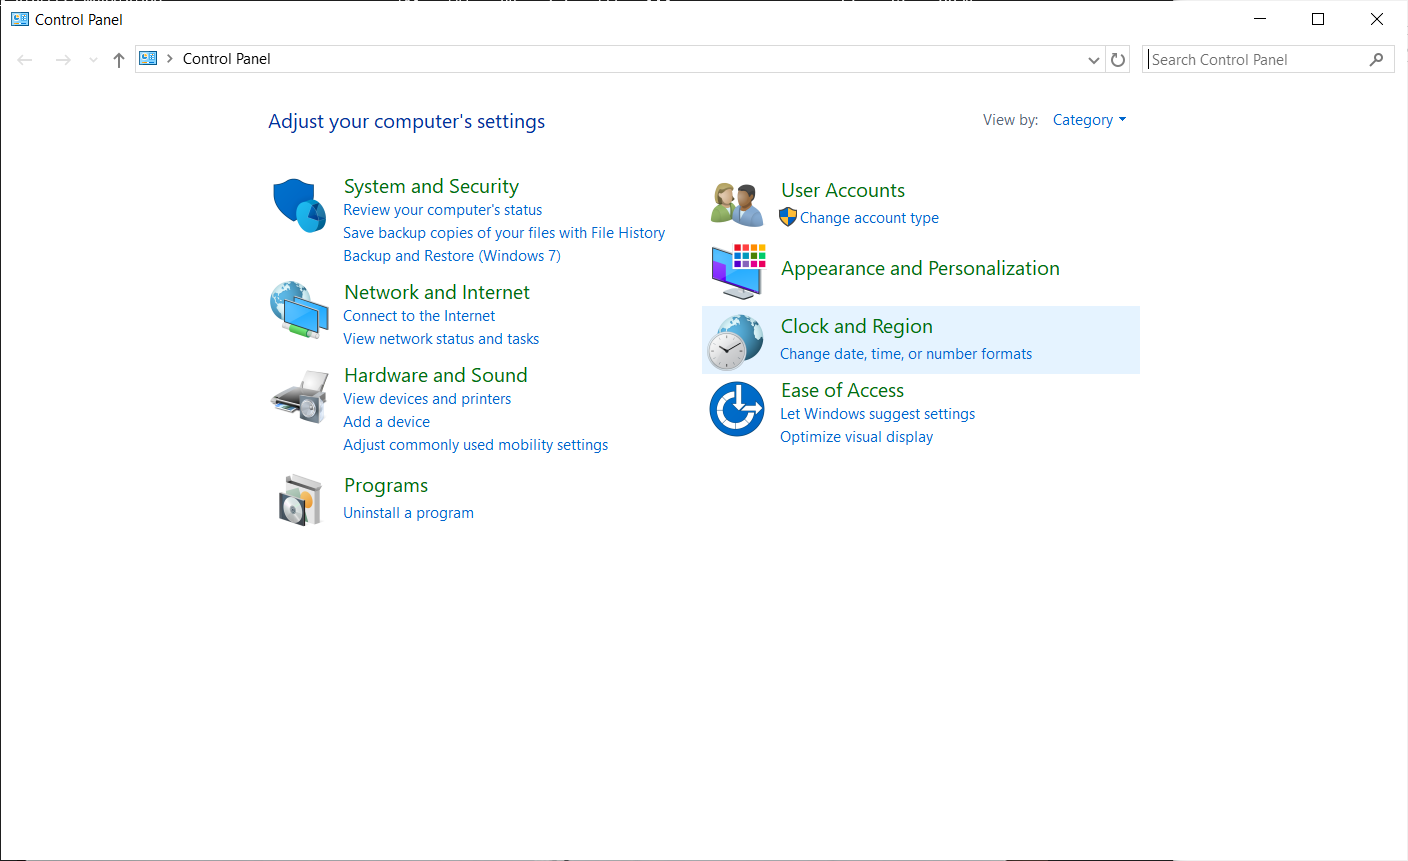 Control Panel
Control Panel
Search Control Panel
Adjust your computer's settings
View by: Category
System and Security
Review your computer's status
Save backup copies of your files with File History
Backup and Restore (Windows 7)
Network and Internet
Connect to the Internet
View network status and tasks
Hardware and Sound
View devices and printers
Add a device
Adjust commonly used mobility settings
Programs
Uninstall a program
User Accounts
Change account type
Appearance and Personalization
Clock and Region
Change date, time, or number formats
Ease of Access
Let Windows suggest settings
Optimize visual display